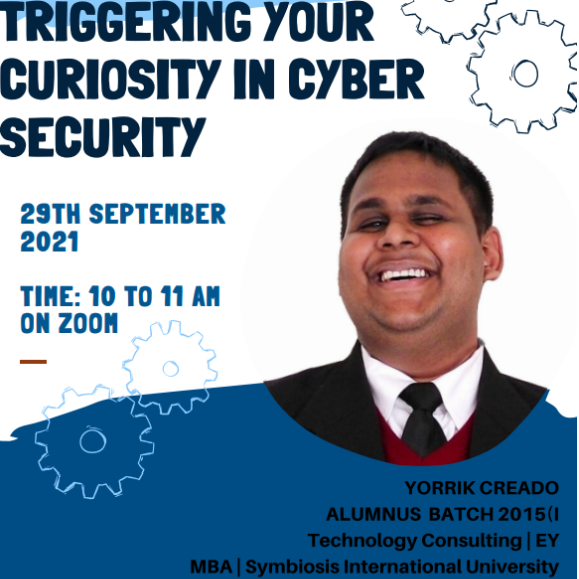 TRIGGERING YOUR
CURIOSITY IN CYBER
SECURITY
29TH SEPTEMBER
2021
TIME: 10 TO 11 AM
ON ZOOM
YORRIK CREADO
ALUMNUS BATCH 2015(I
Technology Consulting | EY
MBA | Symbiosis International University